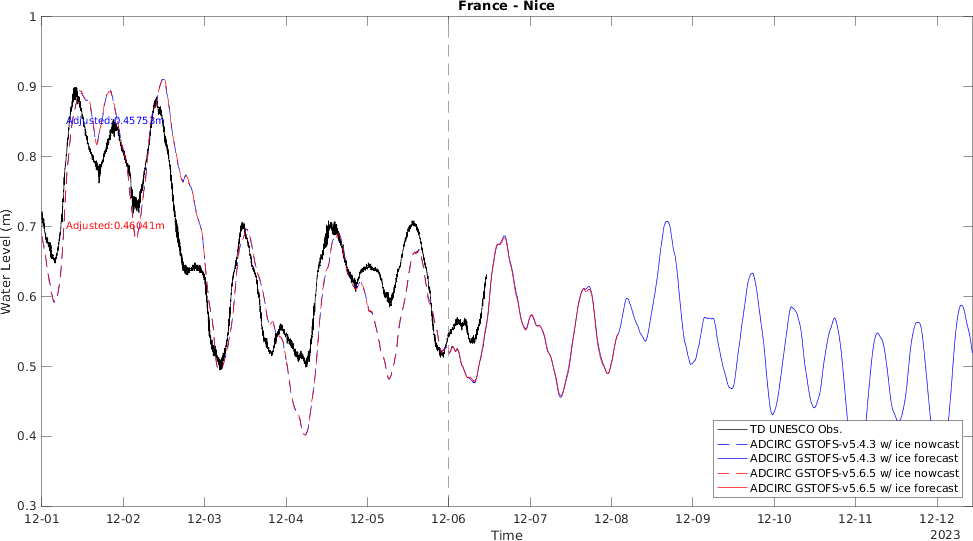 France - Nice
1
0.9
0.8
0.7
0.6
0.5
0.4
0.3
Water Level (m)
Adjusted:0.45753m
Adjusted:0.46041m
TD UNESCO Obs.
ADCIRC GSTOFS-v5.4.3 w/ ice nowcast
ADCIRC GSTOFS-v5.4.3 w/ ice forecast
ADCIRC GSTOFS-v5.6.5 w/ ice nowcast
ADCIRC GSTOFS-v5.6.5 w/ ice forecast
12-01 12-02 12-03 12-04 12-05 12-06 12-07 12-08 12-09 12-10 12-11 12-12
Time
2023